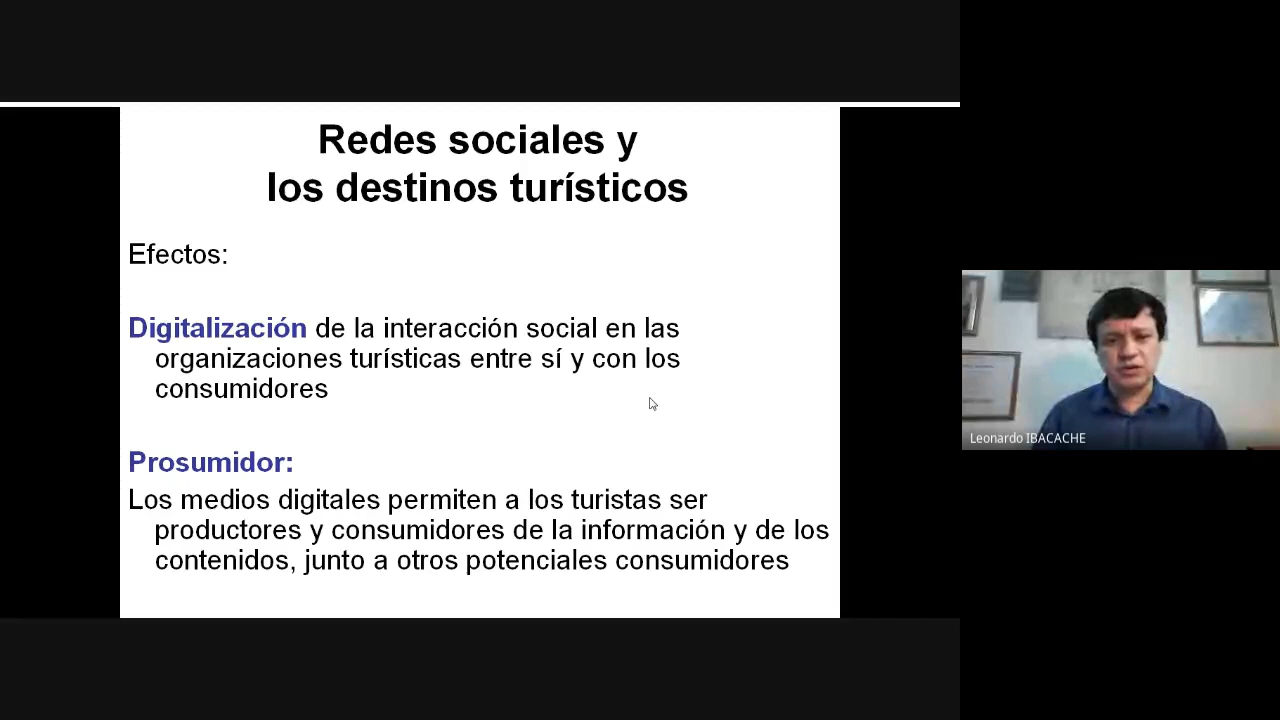 Redes sociales y
los destinos turísticos
Efectos:
Digitalización de la interacción social en las
organizaciones turísticas entre sí y con los
consumidores
Prosumidor:
Los medios digitales permiten a los turistas ser
productores y consumidores de la información y de los
contenidos, junto a otros potenciales consumidores
Leonardo IBACACHE